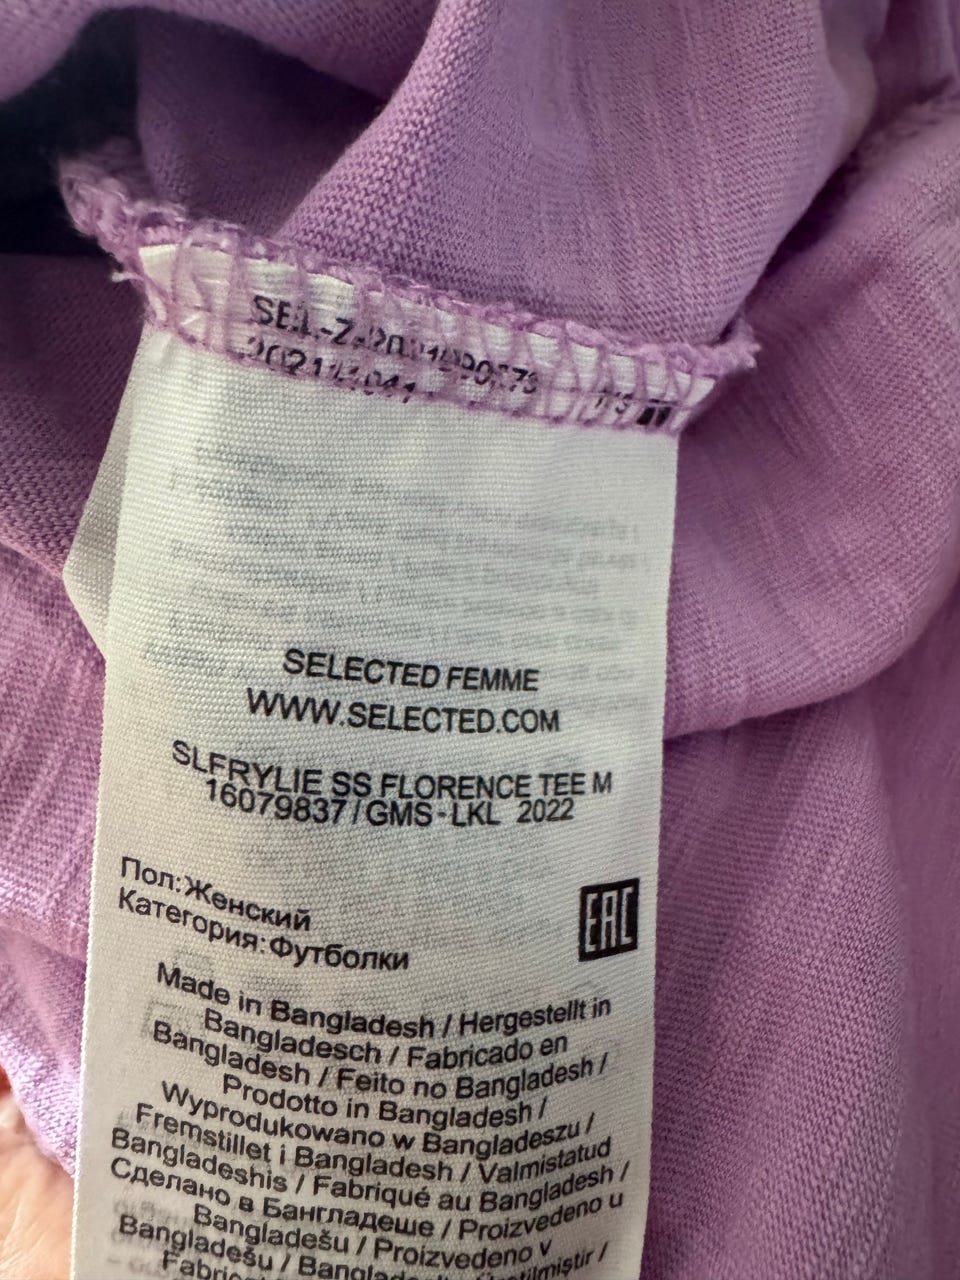 SELECTED FEMME
WWW.SELECTED.COM
SLFRYLIE SS FLORENCE TEE M
16079837/GMS-LKL 2022
Пол:Женский
Категория:Футболки
EAC
Made in Bangladesh / Hergestellt in
Bangladesch / Fabricado en
Bangladesh / Feito no Bangladesh /
Prodotto in Bangladesh /
Wyprodukowano w Bangladeszu /
Fremstillet i Bangladesh / Valmistatud
Bangladeshis / Fabriqué au Bangladesh /
Сделано в Бангладеше / Proizvedeno u
Bangladešu / Proizvedeno v
Bangladešu /